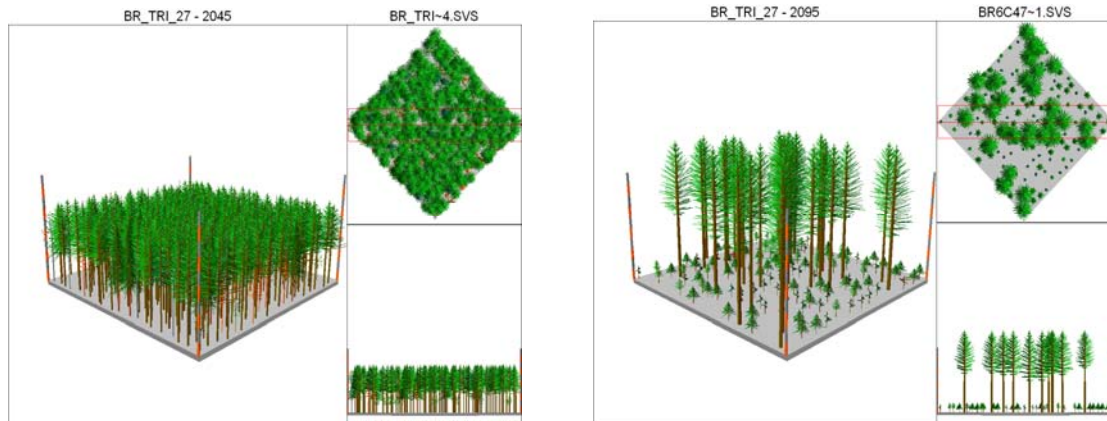 BR_TRI_27 - 2045
BR_TRI~4.SVS
BR_TRI_27 - 2095
BR6C47~1.SVS